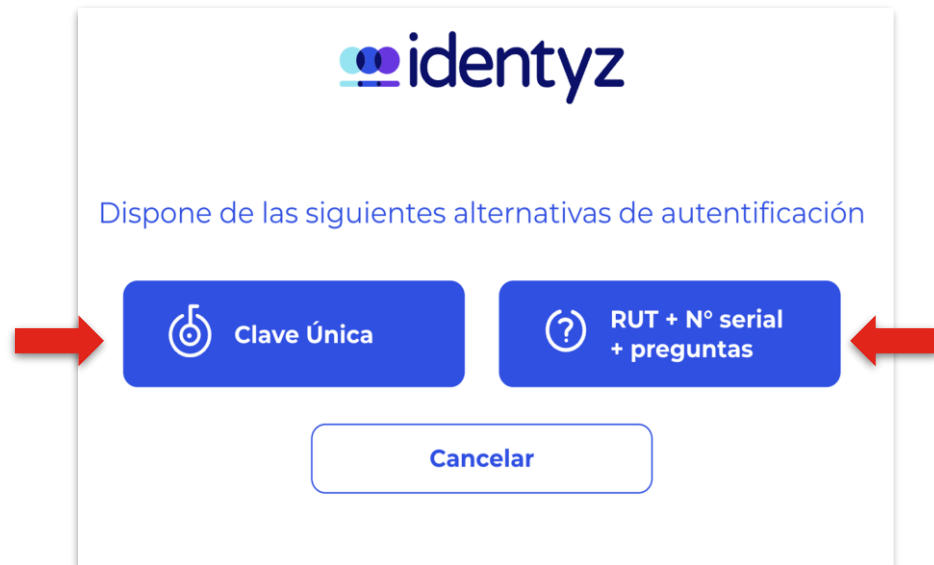 identyz
Dispone de las siguientes alternativas de autentificación
Clave Única
RUT + N° serial
+ preguntas
Cancelar